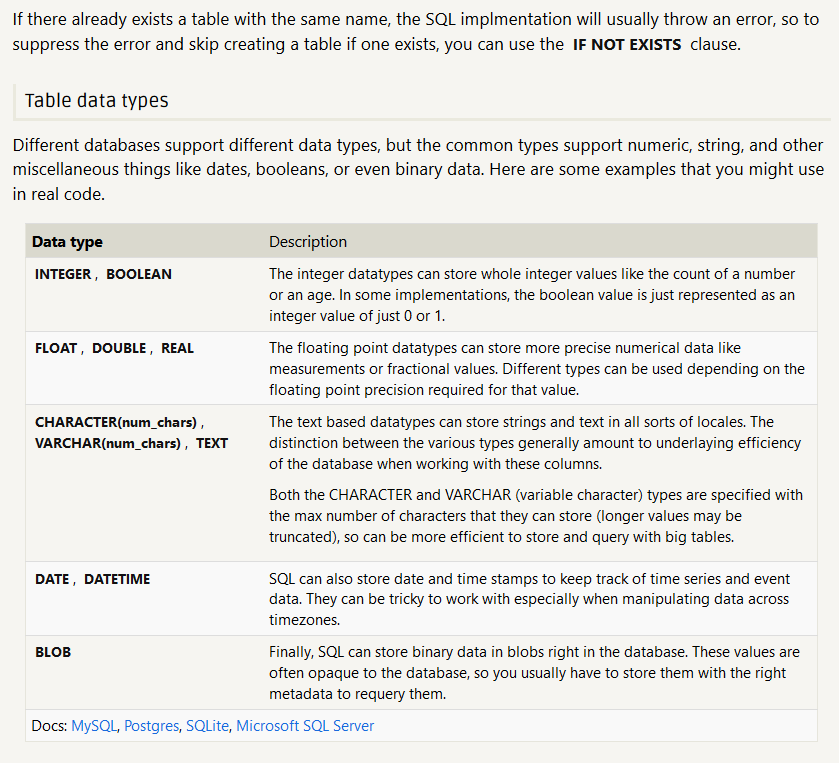 If there already exists a table with the same name, the SQL implmentation will usually throw an error, so to
suppress the error and skip creating a table if one exists, you can use the IF NOT EXISTS clause.
Table data types
Different databases support different data types, but the common types support numeric, string, and other
miscellaneous things like dates, booleans, or even binary data. Here are some examples that you might use
in real code.
Data type Description
INTEGER, BOOLEAN The integer datatypes can store whole integer values like the count of a number
or an age. In some implementations, the boolean value is just represented as an
integer value of just 0 or 1.
FLOAT, DOUBLE, REAL The floating point datatypes can store more precise numerical data like
measurements or fractional values. Different types can be used depending on the
floating point precision required for that value.
CHARACTER(num_chars), The text based datatypes can store strings and text in all sorts of locales. The
VARCHAR(num_chars), TEXT distinction between the various types generally amount to underlaying efficiency
of the database when working with these columns.
Both the CHARACTER and VARCHAR (variable character) types are specified with
the max number of characters that they can store (longer values may be
truncated), so can be more efficient to store and query with big tables.
DATE, DATETIME SQL can also store date and time stamps to keep track of time series and event
data. They can be tricky to work with especially when manipulating data across
timezones.
BLOB Finally, SQL can store binary data in blobs right in the database. These values are
often opaque to the database, so you usually have to store them with the right
metadata to requery them.
Docs: MySQL, Postgres, SQLite, Microsoft SQL Server